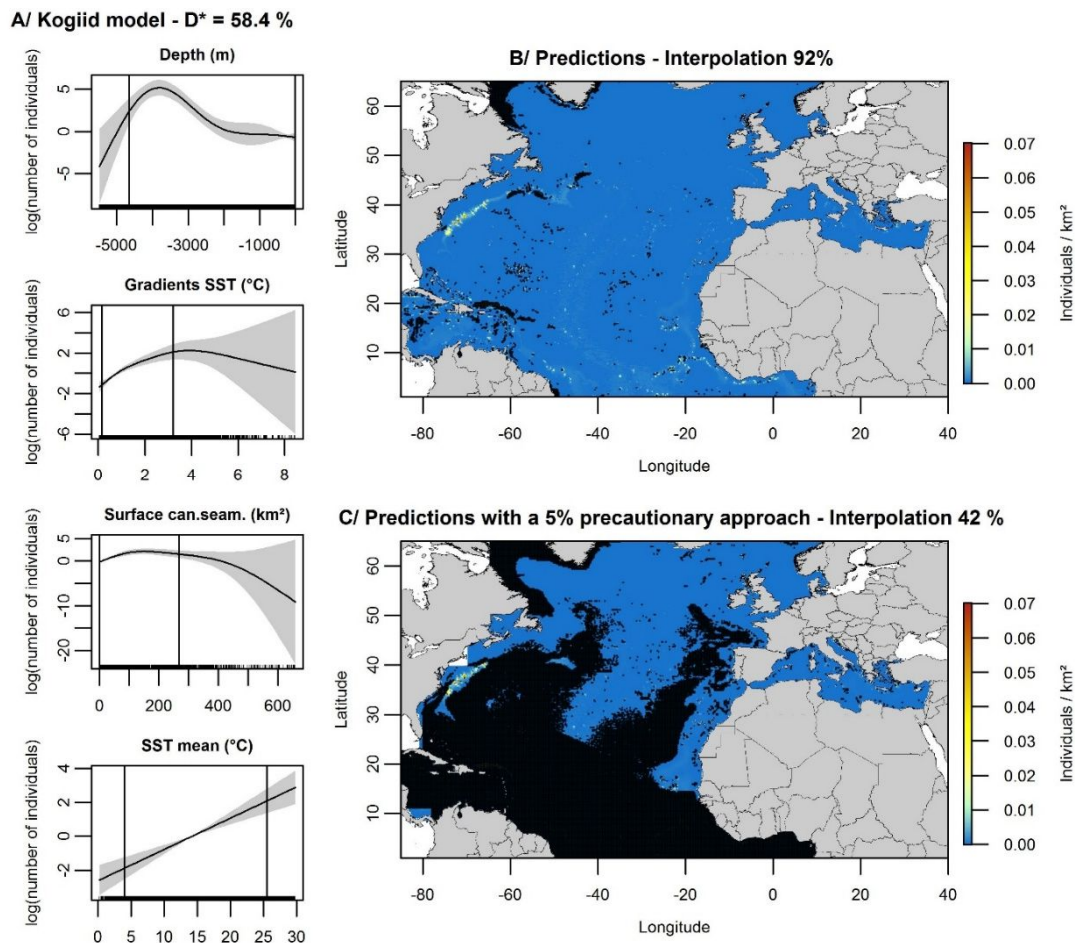 A/ Kogiid model - D* = 58.4 %
Depth (m)
log(number of individuals)
5
0
-5
-5000 -3000 -1000
Gradients SST (°C)
log(number of individuals)
6
2
-2
-6
0 2 4 6 8
Surface can.seam. (km²)
log(number of individuals)
5
0
-10
-20
0 200 400 600
SST mean (°C)
log(number of individuals)
4
2
0
-2
0 5 10 15 20 25 30
B/ Predictions - Interpolation 92%
Latitude
60
50
40
30
20
10
-80 -60 -40 -20 0 20 40
Longitude
0.07
0.06
0.05
0.04
0.03
0.02
0.01
0.00
Individuals / km²
C/ Predictions with a 5% precautionary approach - Interpolation 42 %
Latitude
60
50
40
30
20
10
-80 -60 -40 -20 0 20 40
Longitude
0.07
0.06
0.05
0.04
0.03
0.02
0.01
0.00
Individuals / km²